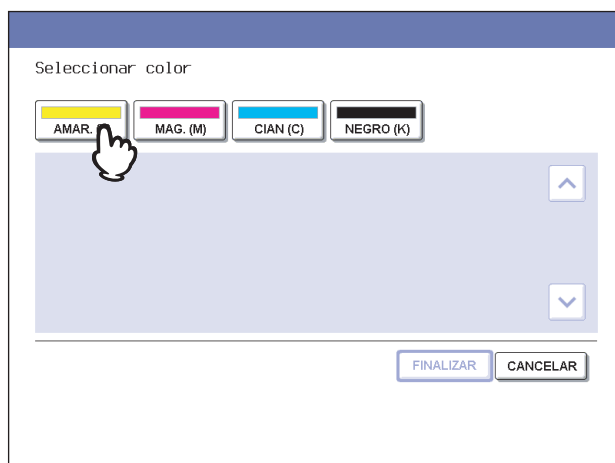 Seleccionar color
AMAR. MAG. (M) CIAN (C) NEGRO (K)
FINALIZAR CANCELAR